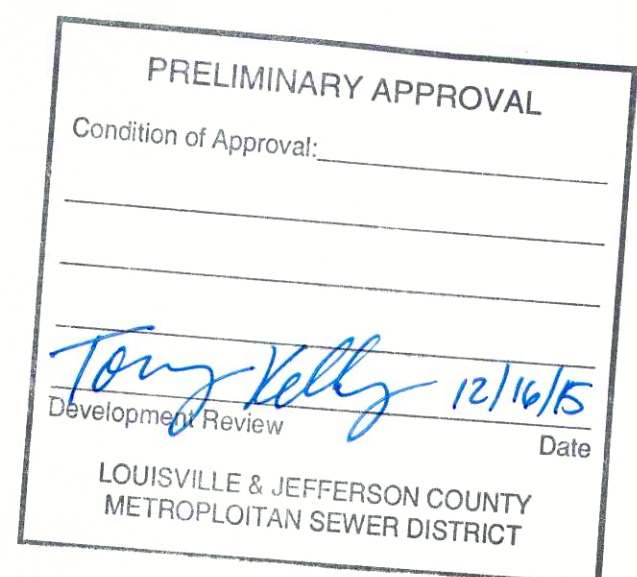 PRELIMINARY APPROVAL
Condition of Approval:
Tony Kelly 12/16/15
Development Review Date
LOUISVILLE & JEFFERSON COUNTY
METROPLOITAN SEWER DISTRICT